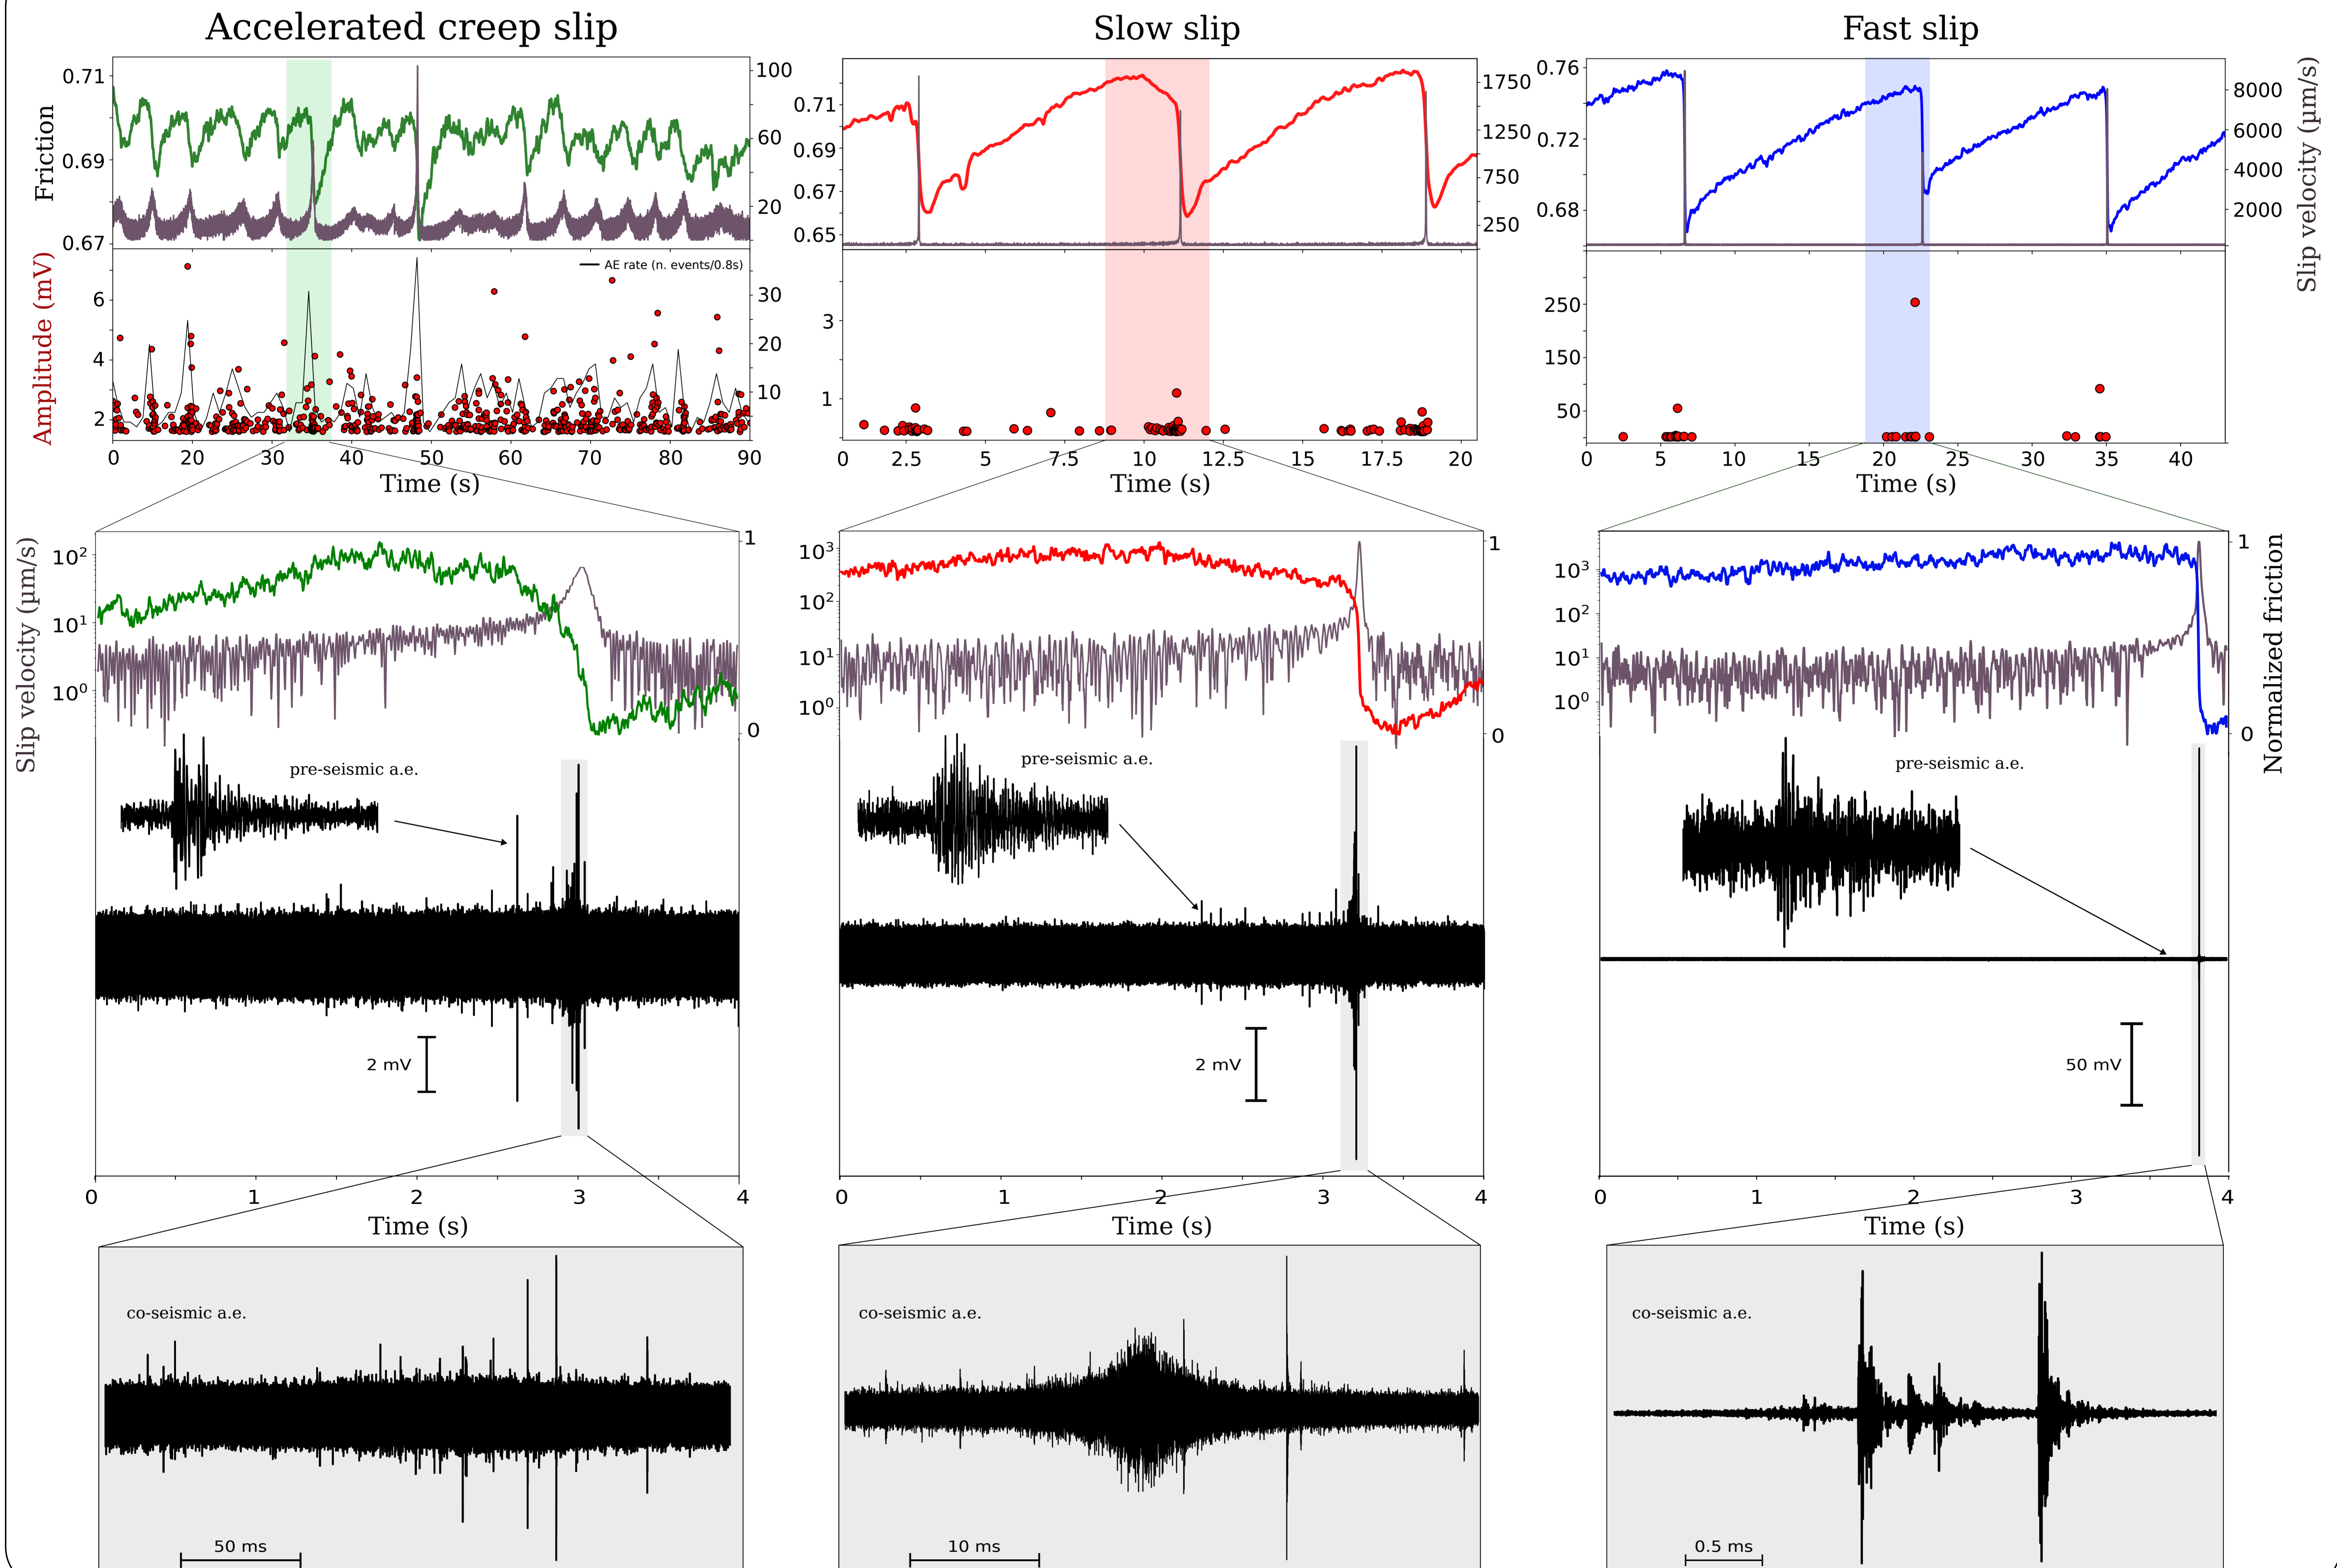 Accelerated creep slip
Slow slip
Fast slip
Friction
0.71
0.69
0.67
100
60
20
0.71
0.69
0.67
0.65
1750
1250
750
250
0.76
0.72
0.68
8000
6000
4000
2000
Slip velocity (µm/s)
Amplitude (mV)
6
4
2
AE rate (n. events/0.8s)
30
20
10
3
1
250
150
50
0 10 20 30 40 50 60 70 80 90
0 2.5 5 7.5 10 12.5 15 17.5 20
0 5 10 15 20 25 30 35 40
Time (s)
Time (s)
Time (s)
Slip velocity (µm/s)
10²
10¹
10⁰
1
0
10³
10²
10¹
10⁰
1
0
10³
10²
10¹
10⁰
1
0
Normalized friction
pre-seismic a.e.
pre-seismic a.e.
pre-seismic a.e.
2 mV
2 mV
50 mV
0 1 2 3 4
0 1 2 3 4
0 1 2 3 4
Time (s)
Time (s)
Time (s)
co-seismic a.e.
co-seismic a.e.
co-seismic a.e.
50 ms
10 ms
0.5 ms